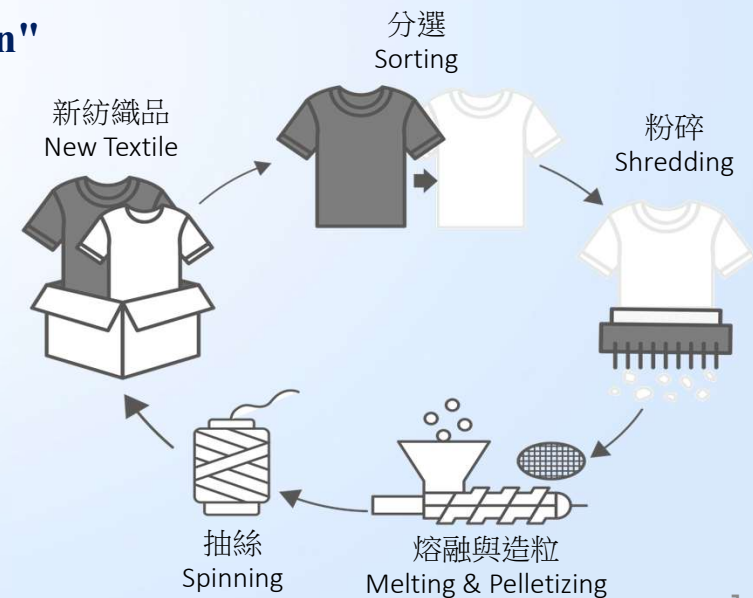 n"
分選
Sorting
新紡織品
New Textile
粉碎
Shredding
抽絲
Spinning
熔融與造粒
Melting & Pelletizing